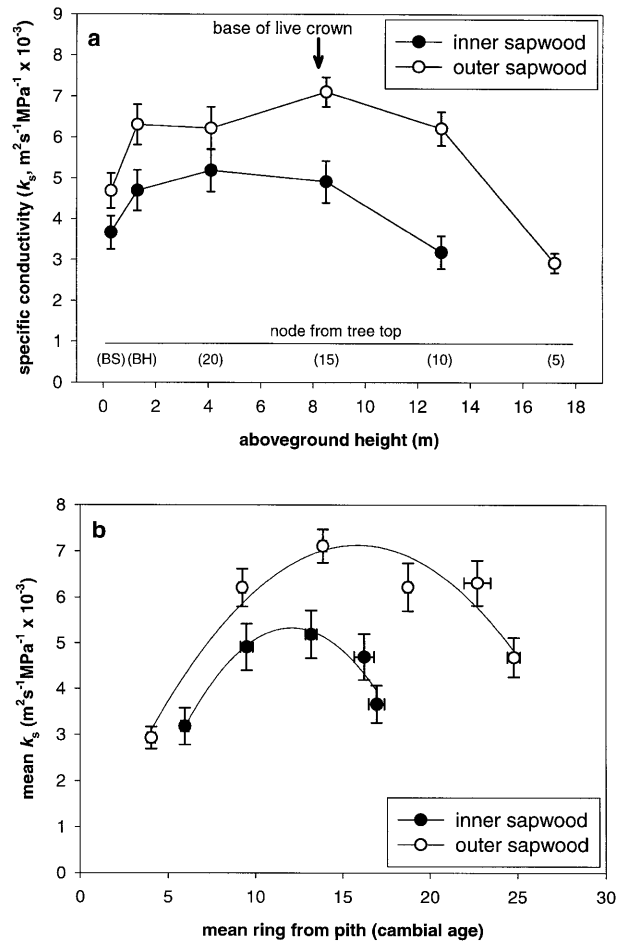 a
base of live crown
inner sapwood
outer sapwood
9
8
7
6
5
4
3
2
1
0
specific conductivity (kₛ, m²s⁻¹MPa⁻¹ x 10⁻³)
node from tree top
(BS) (BH) (20) (15) (10) (5)
0 2 4 6 8 10 12 14 16 18
aboveground height (m)
b
8
7
6
5
4
3
2
1
0
mean kₛ (m²s⁻¹MPa⁻¹ x 10⁻³)
inner sapwood
outer sapwood
0 5 10 15 20 25 30
mean ring from pith (cambial age)